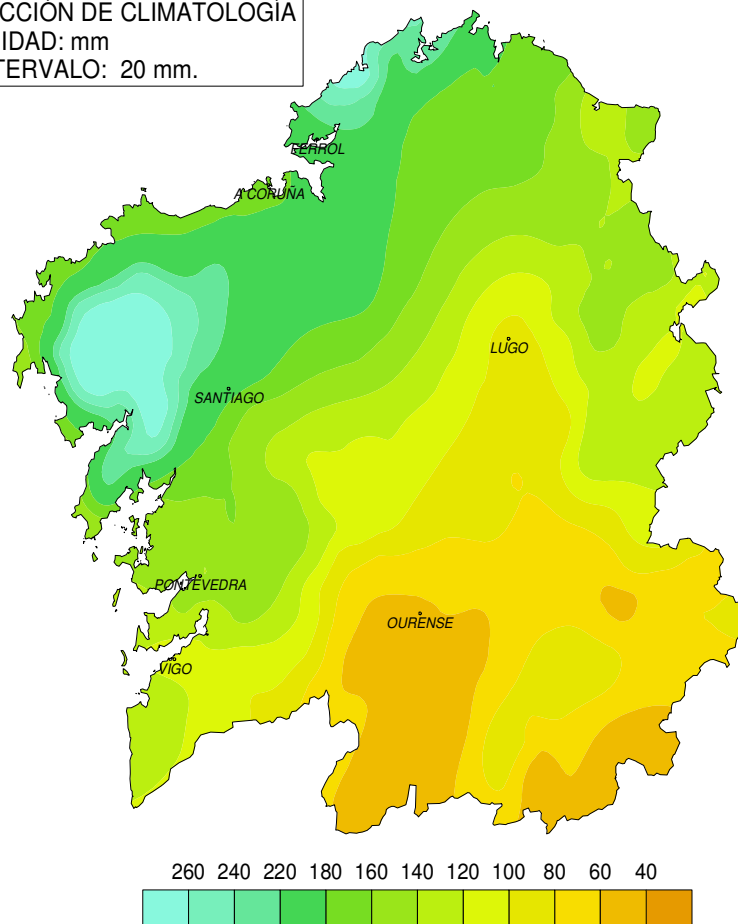 CCIÓN DE CLIMATOLOGÍA
IDAD: mm
TERVALO: 20 mm.
FERROL
A CORUÑA
LUGO
SANTIAGO
PONTEVEDRA
OURENSE
VIGO
260 240 220 180 160 140 120 100 80 60 40